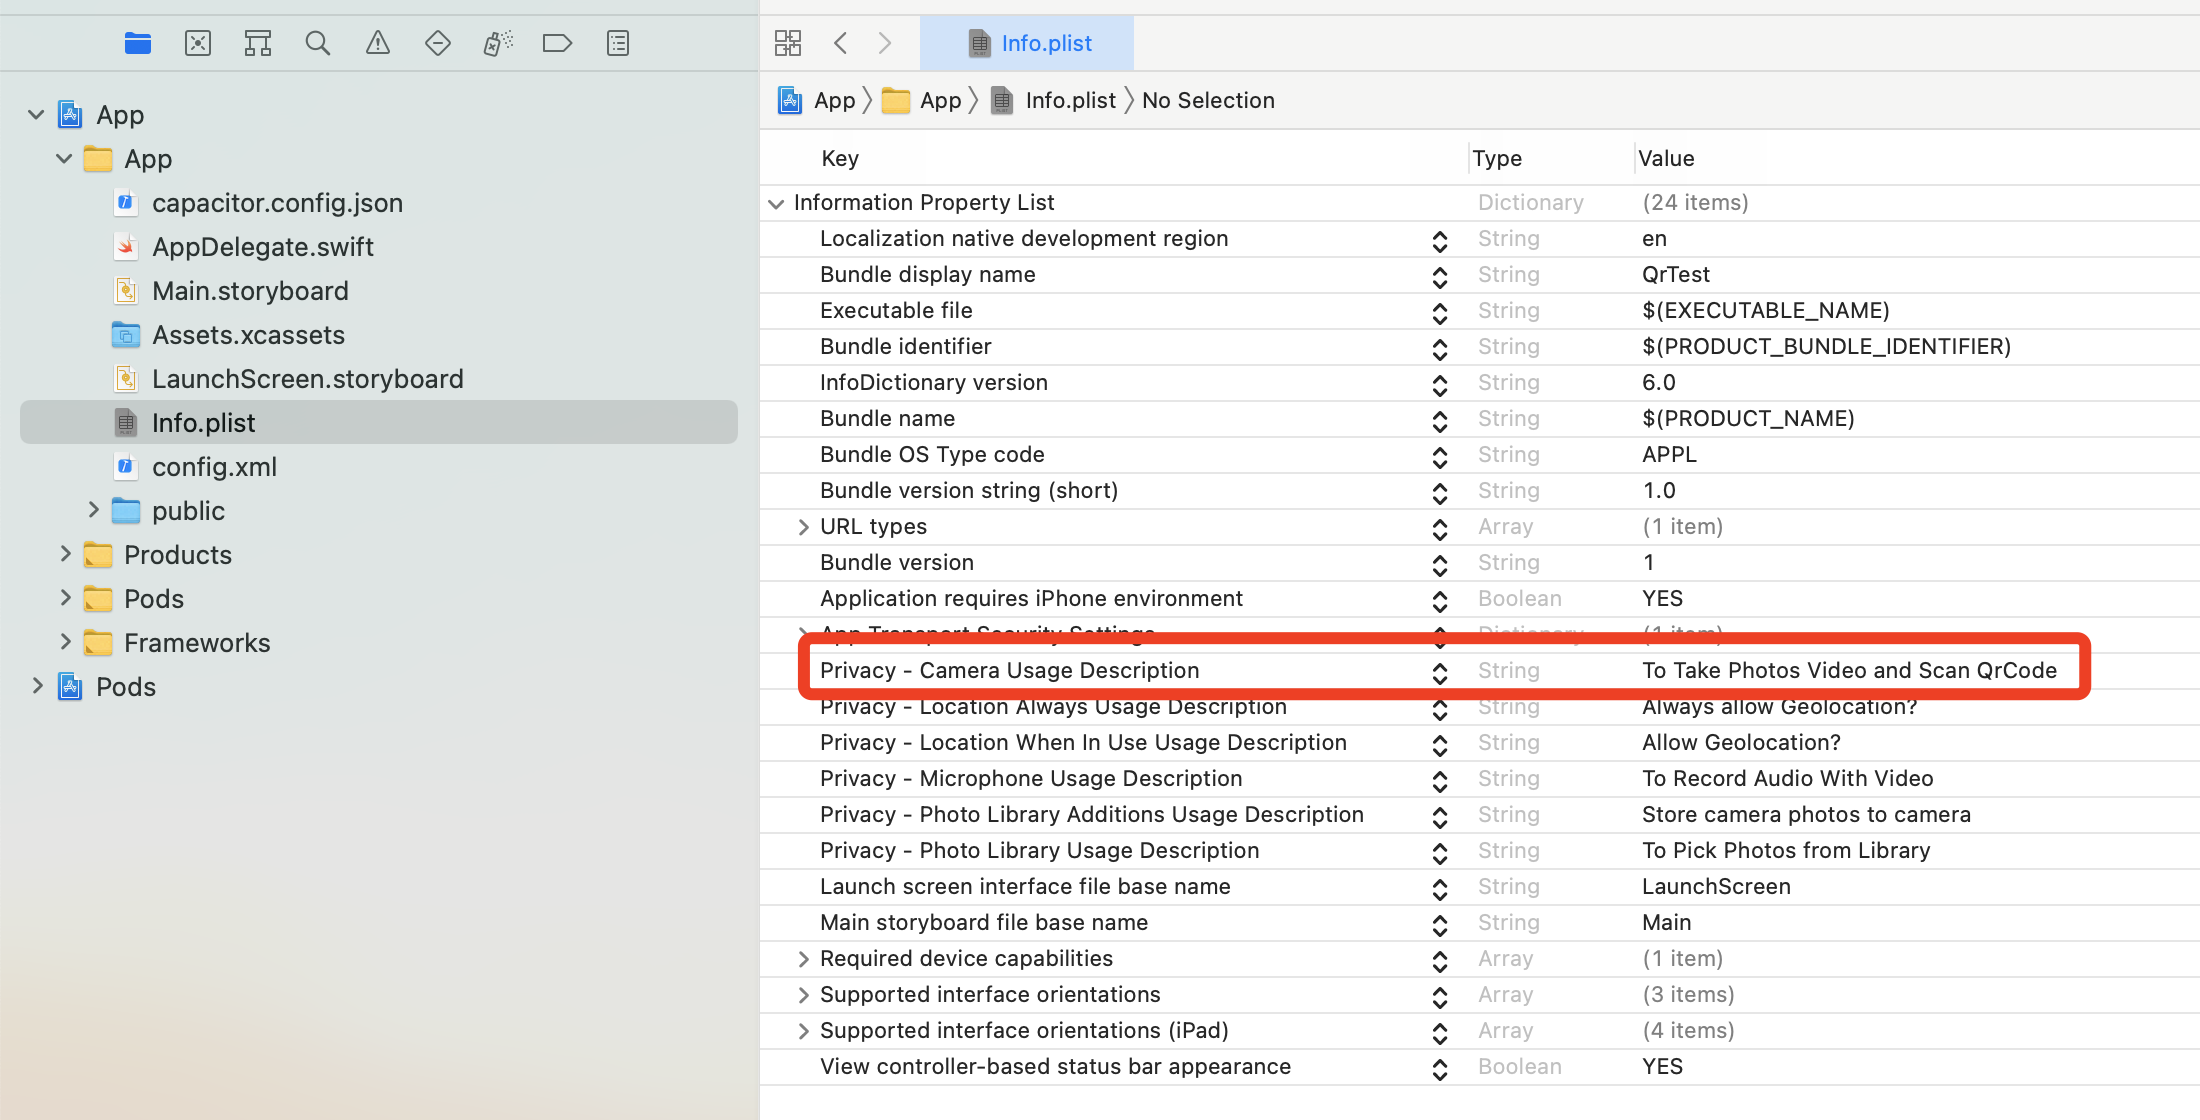 Info.plist
App App Info.plist No Selection
App
App
capacitor.config.json
AppDelegate.swift
Main.storyboard
Assets.xcassets
LaunchScreen.storyboard
Info.plist
config.xml
public
Products
Pods
Frameworks
Pods
Key Type Value
Information Property List Dictionary (24 items)
Localization native development region String en
Bundle display name String QrTest
Executable file String $(EXECUTABLE_NAME)
Bundle identifier String $(PRODUCT_BUNDLE_IDENTIFIER)
InfoDictionary version String 6.0
Bundle name String $(PRODUCT_NAME)
Bundle OS Type code String APPL
Bundle version string (short) String 1.0
URL types Array (1 item)
Bundle version String 1
Application requires iPhone environment Boolean YES
App Transport Security Settings Dictionary (1 item)
Privacy - Camera Usage Description String To Take Photos Video and Scan QrCode
Privacy - Location Always Usage Description String Always allow Geolocation?
Privacy - Location When In Use Usage Description String Allow Geolocation?
Privacy - Microphone Usage Description String To Record Audio With Video
Privacy - Photo Library Additions Usage Description String Store camera photos to camera
Privacy - Photo Library Usage Description String To Pick Photos from Library
Launch screen interface file base name String LaunchScreen
Main storyboard file base name String Main
Required device capabilities Array (1 item)
Supported interface orientations Array (3 items)
Supported interface orientations (iPad) Array (4 items)
View controller-based status bar appearance Boolean YES